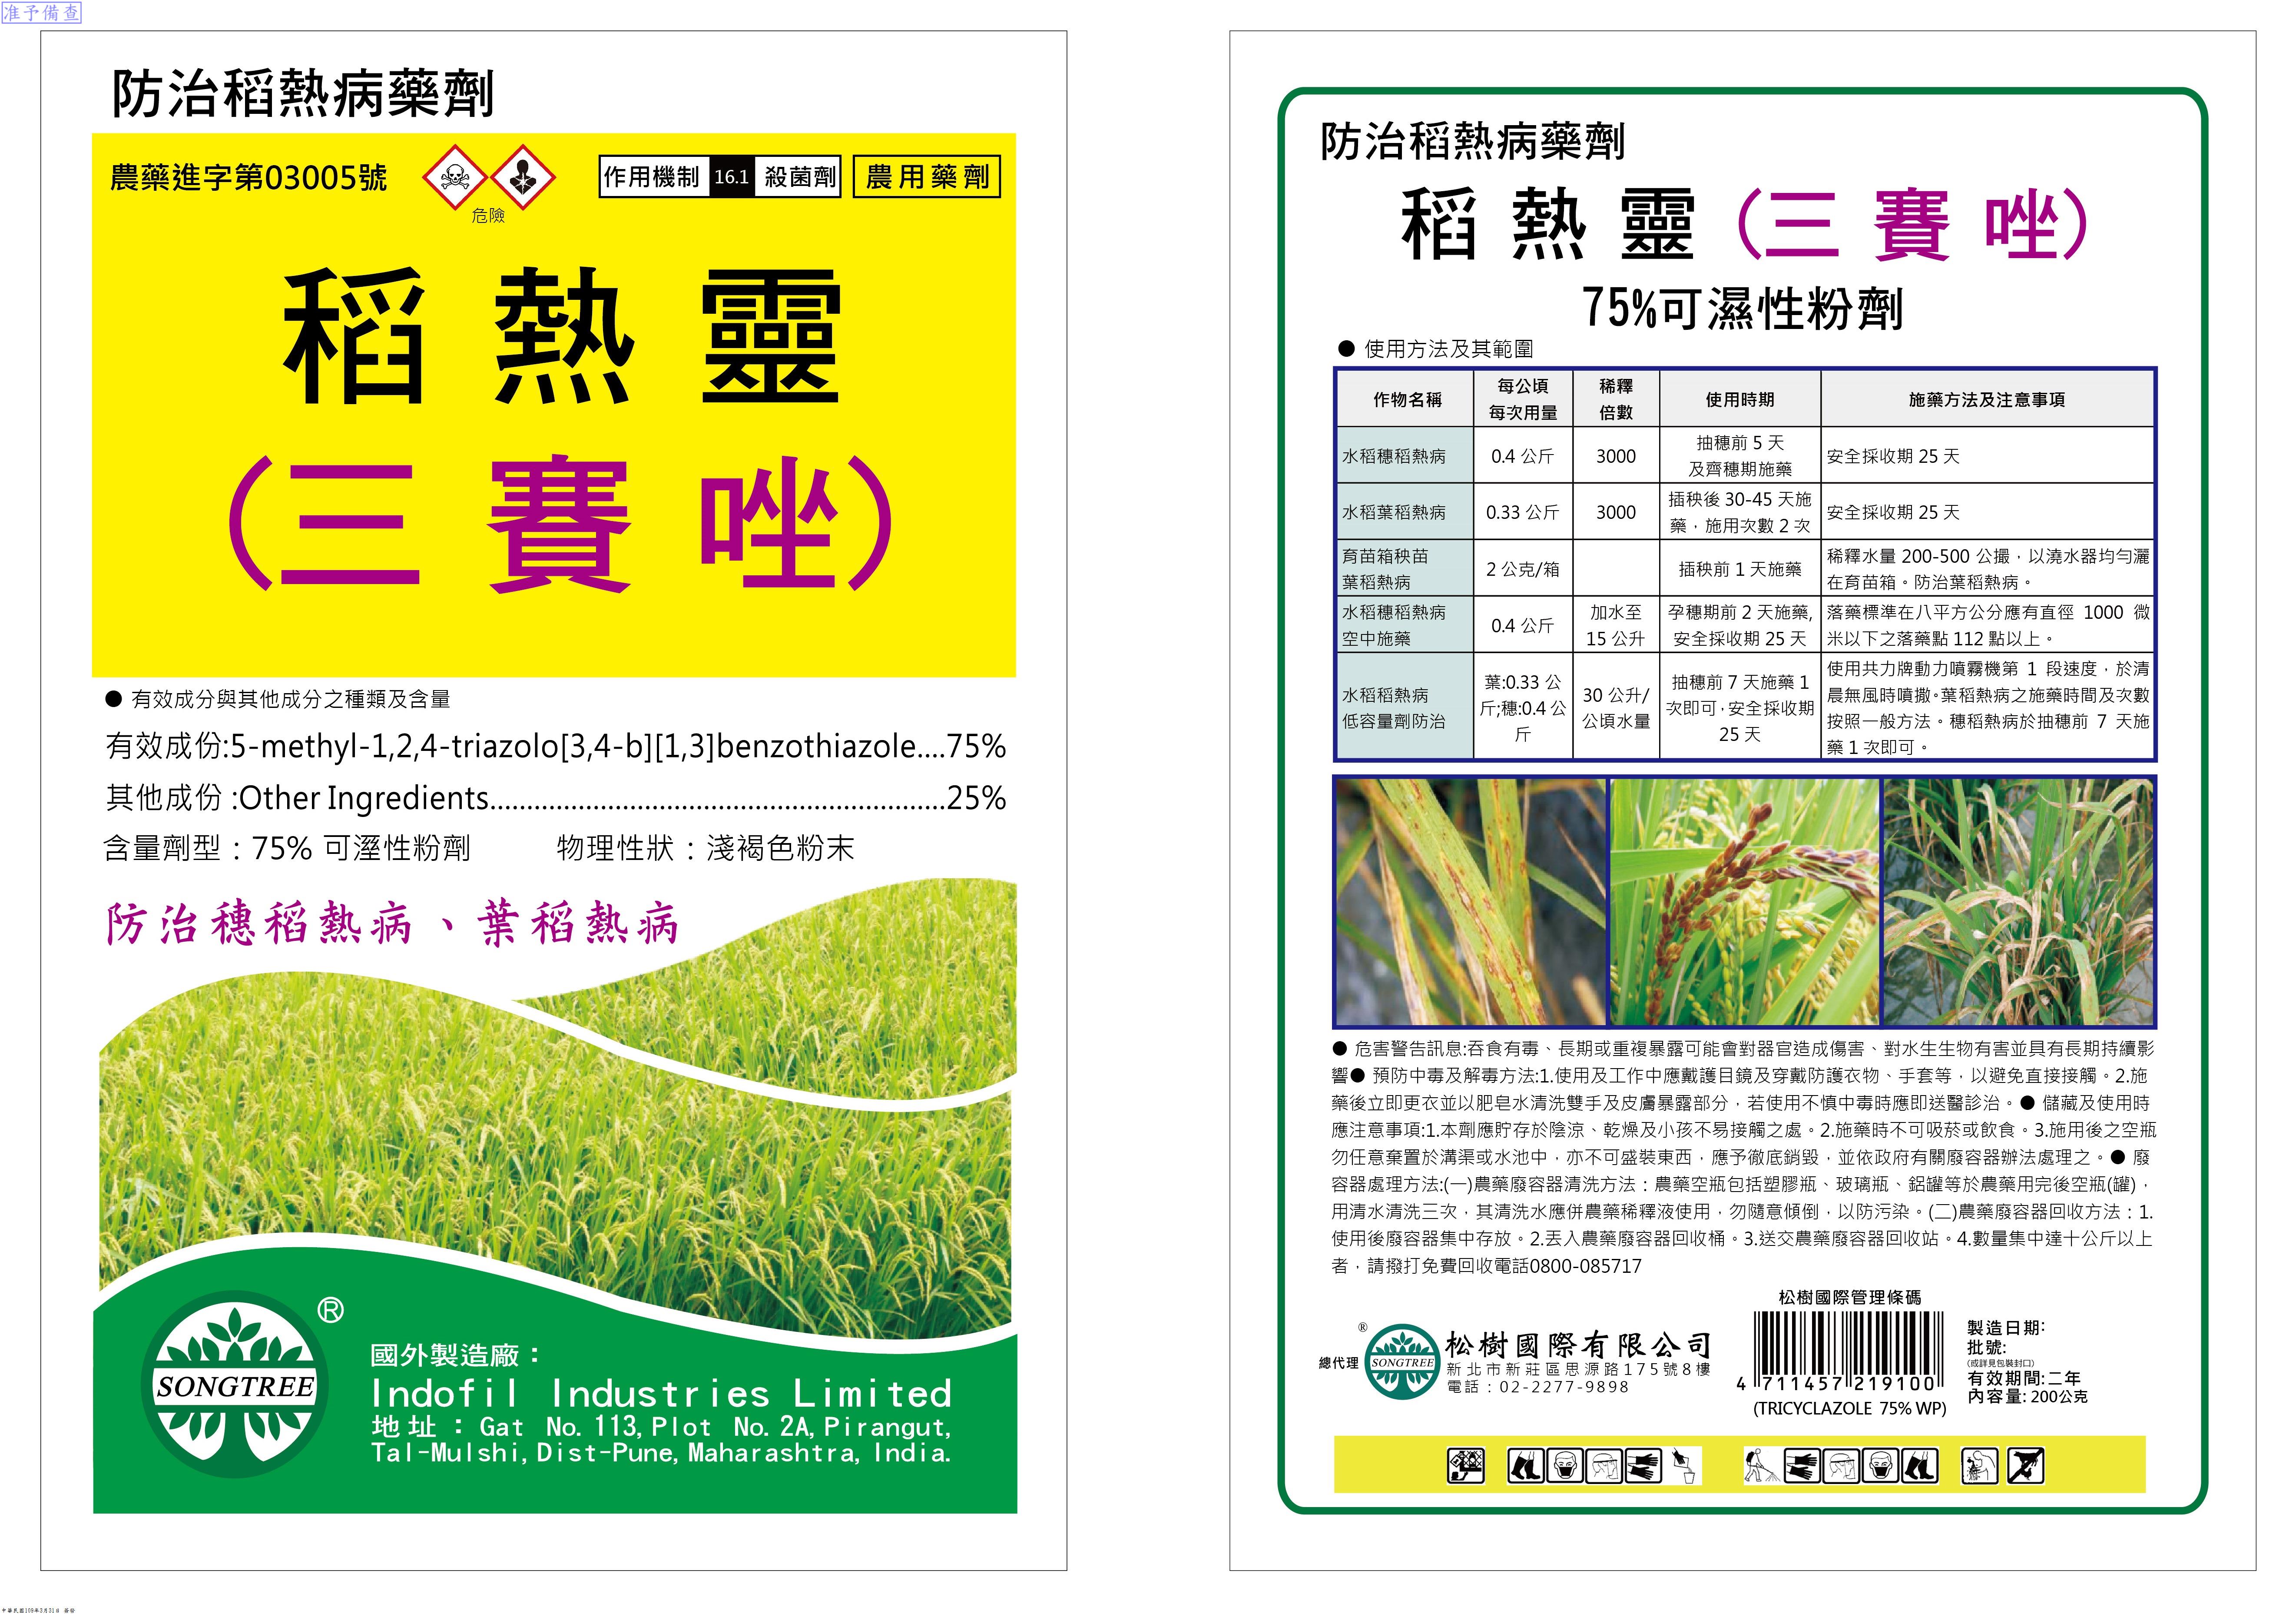 准予備查
防治稻熱病藥劑
農藥進字第03005號
危險
作用機制 16.1 殺菌劑
農用藥劑
稻熱靈
(三賽唑)
● 有效成分與其他成分之種類及含量
有效成份:5-methyl-1,2,4-triazolo[3,4-b][1,3]benzothiazole....75%
其他成份 :Other Ingredients..............................................................25%
含量劑型：75% 可溼性粉劑 物理性狀：淺褐色粉末
防治穗稻熱病、葉稻熱病
®
SONGTREE
國外製造廠：
Indofil Industries Limited
地址：Gat No. 113, Plot No. 2A, Pirangut,
Tal-Mulshi, Dist-Pune, Maharashtra, India.
防治稻熱病藥劑
稻熱靈(三賽唑)
75%可濕性粉劑
● 使用方法及其範圍
作物名稱 每公頃每次用量 稀釋倍數 使用時期 施藥方法及注意事項
水稻穗稻熱病 0.4 公斤 3000 抽穗前 5 天及齊穗期施藥 安全採收期 25 天
水稻葉稻熱病 0.33 公斤 3000 插秧後 30-45 天施藥，施用次數 2 次 安全採收期 25 天
育苗箱秧苗葉稻熱病 2 公克/箱 插秧前 1 天施藥 稀釋水量 200-500 公撮，以澆水器均勻灑在育苗箱。防治葉稻熱病。
水稻穗稻熱病空中施藥 0.4 公斤 加水至 15 公升 孕穗期前 2 天施藥,安全採收期 25 天 落藥標準在八平方公分應有直徑 1000 微米以下之落藥點 112 點以上。
水稻稻熱病低容量劑防治 葉:0.33 公斤;穗:0.4 公斤 30 公升/公頃水量 抽穗前 7 天施藥 1 次即可，安全採收期 25 天 使用共力牌動力噴霧機第 1 段速度，於清晨無風時噴撒。葉稻熱病之施藥時間及次數按照一般方法。穗稻熱病於抽穗前 7 天施藥 1 次即可。
● 危害警告訊息:吞食有毒、長期或重複暴露可能會對器官造成傷害、對水生生物有害並具有長期持續影
響● 預防中毒及解毒方法:1.使用及工作中應戴護目鏡及穿戴防護衣物、手套等，以避免直接接觸。2.施
藥後立即更衣並以肥皂水清洗雙手及皮膚暴露部分，若使用不慎中毒時應即送醫診治。● 儲藏及使用時
應注意事項:1.本劑應貯存於陰涼、乾燥及小孩不易接觸之處。2.施藥時不可吸菸或飲食。3.施用後之空瓶
勿任意棄置於溝渠或水池中，亦不可盛裝東西，應予徹底銷毀，並依政府有關廢容器辦法處理之。● 廢
容器處理方法:(一)農藥廢容器清洗方法：農藥空瓶包括塑膠瓶、玻璃瓶、鋁罐等於農藥用完後空瓶(罐)，
用清水清洗三次，其清洗水應併農藥稀釋液使用，勿隨意傾倒，以防污染。(二)農藥廢容器回收方法：1.
使用後廢容器集中存放。2.丟入農藥廢容器回收桶。3.送交農藥廢容器回收站。4.數量集中達十公斤以上
者，請撥打免費回收電話0800-085717
總代理
®
SONGTREE
松樹國際有限公司
新北市新莊區思源路175號8樓
電話：02-2277-9898
松樹國際管理條碼
4 711457 219100
(TRICYCLAZOLE 75% WP)
製造日期:
批號:
(或詳見包裝封口)
有效期間:二年
內容量: 200公克